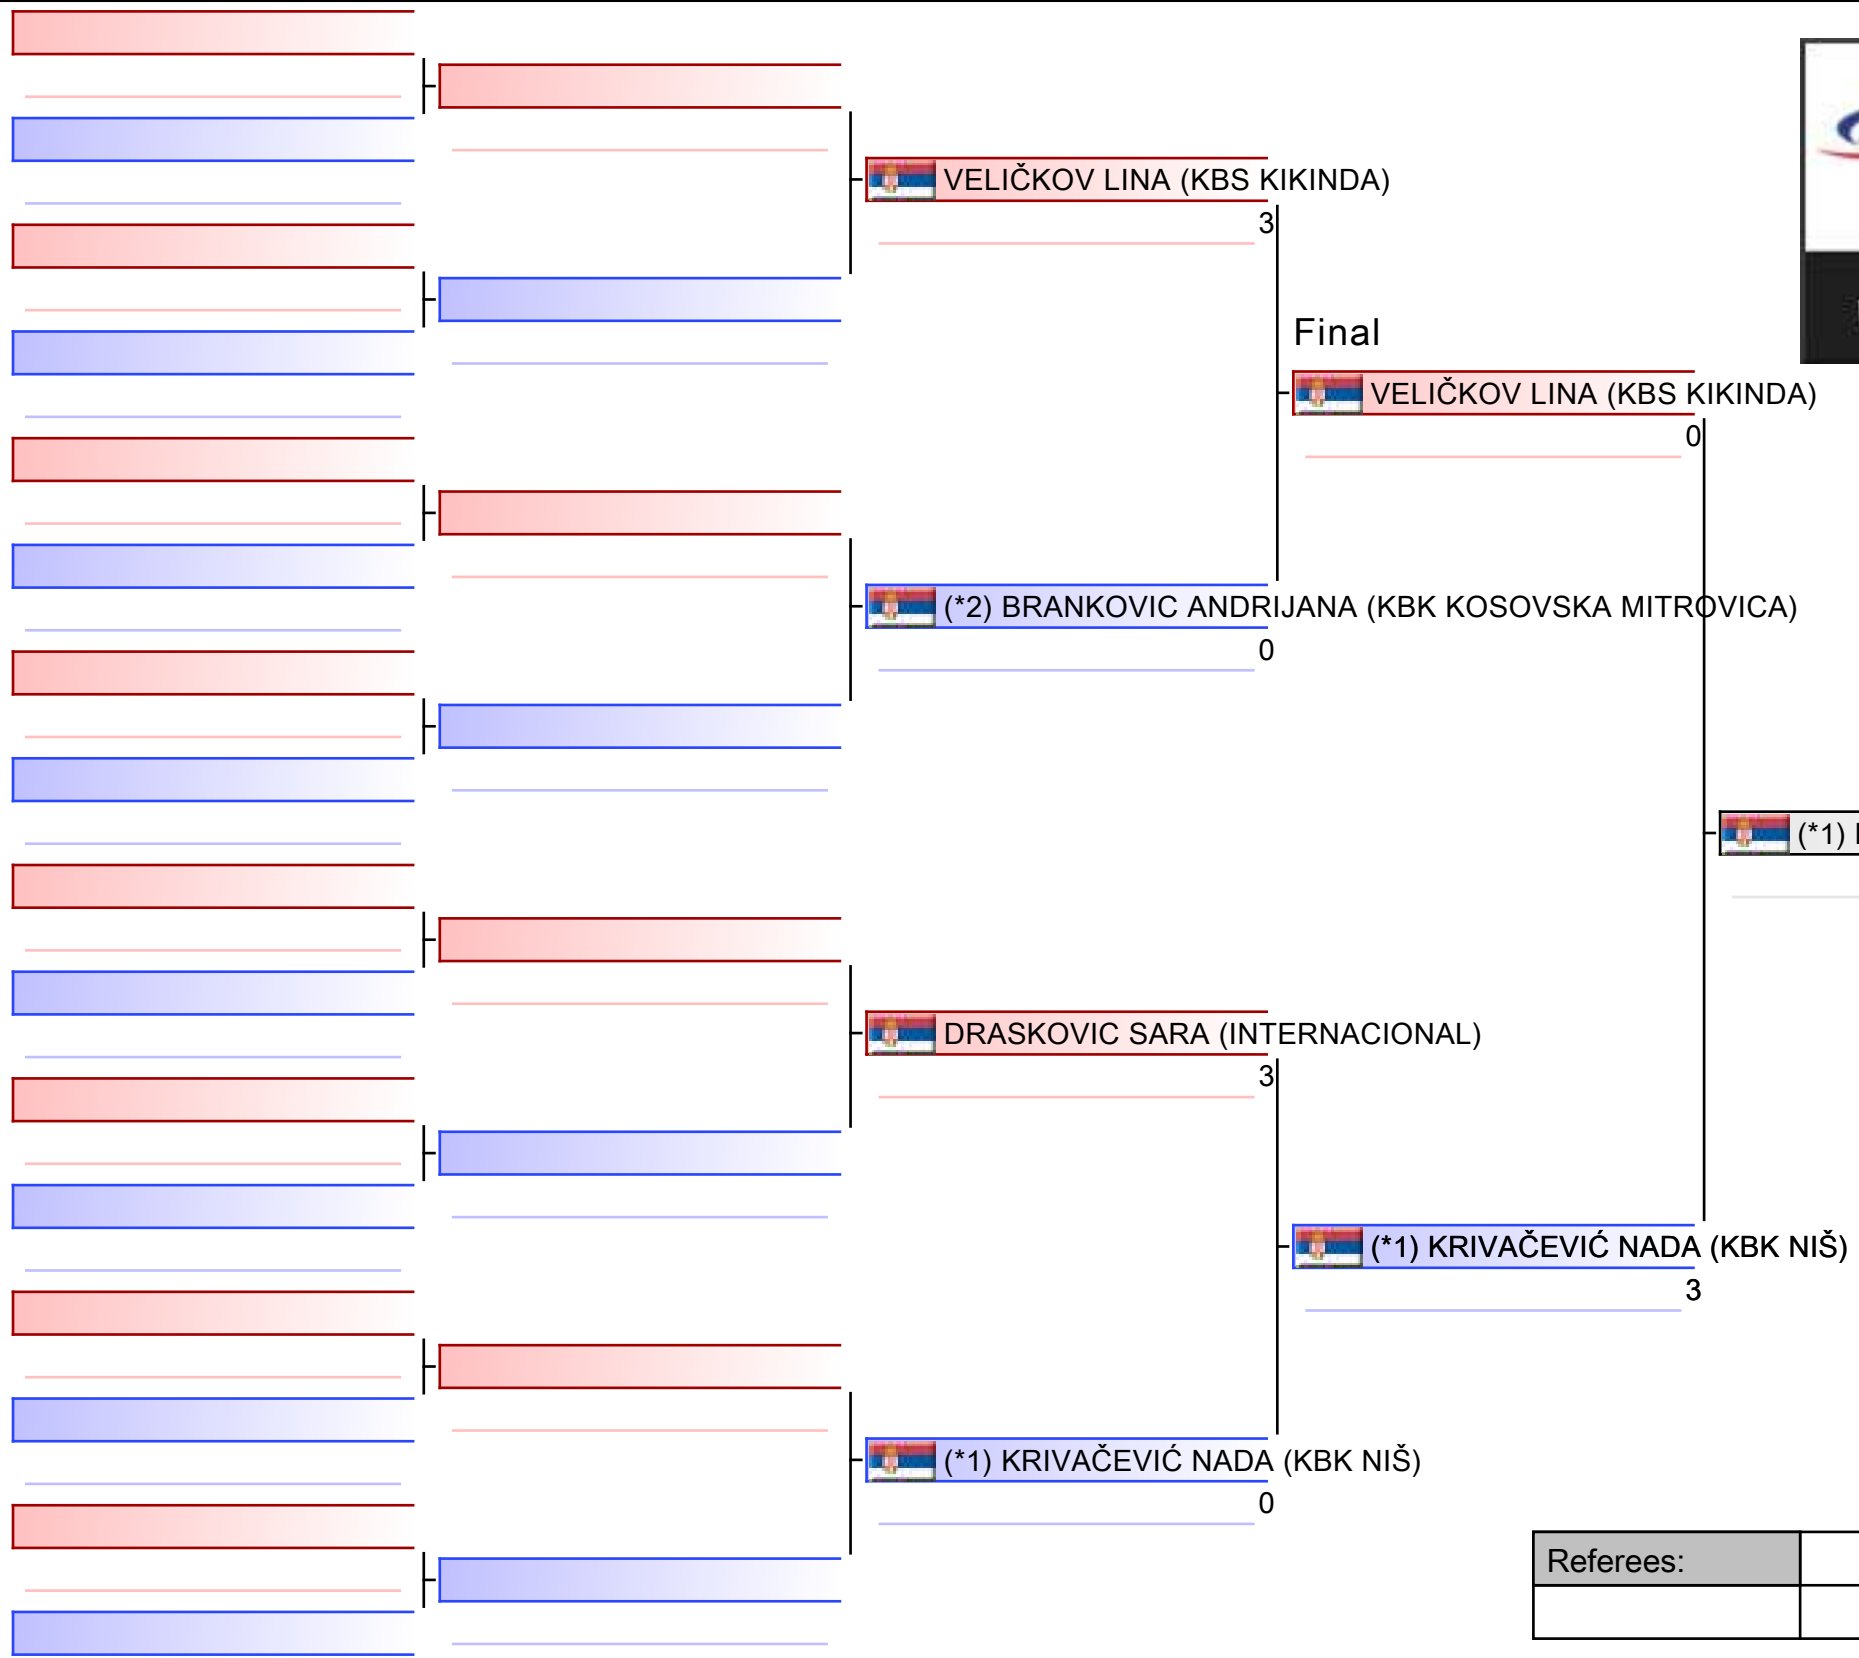 VELIČKOV LINA (KBS KIKINDA)
3
Final
VELIČKOV LINA (KBS KIKINDA)
0
(*2) BRANKOVIC ANDRIJANA (KBK KOSOVSKA MITROVICA)
0
(*1)
DRASKOVIC SARA (INTERNACIONAL)
3
(*1) KRIVAČEVIĆ NADA (KBK NIŠ)
3
(*1) KRIVAČEVIĆ NADA (KBK NIŠ)
0
Referees: